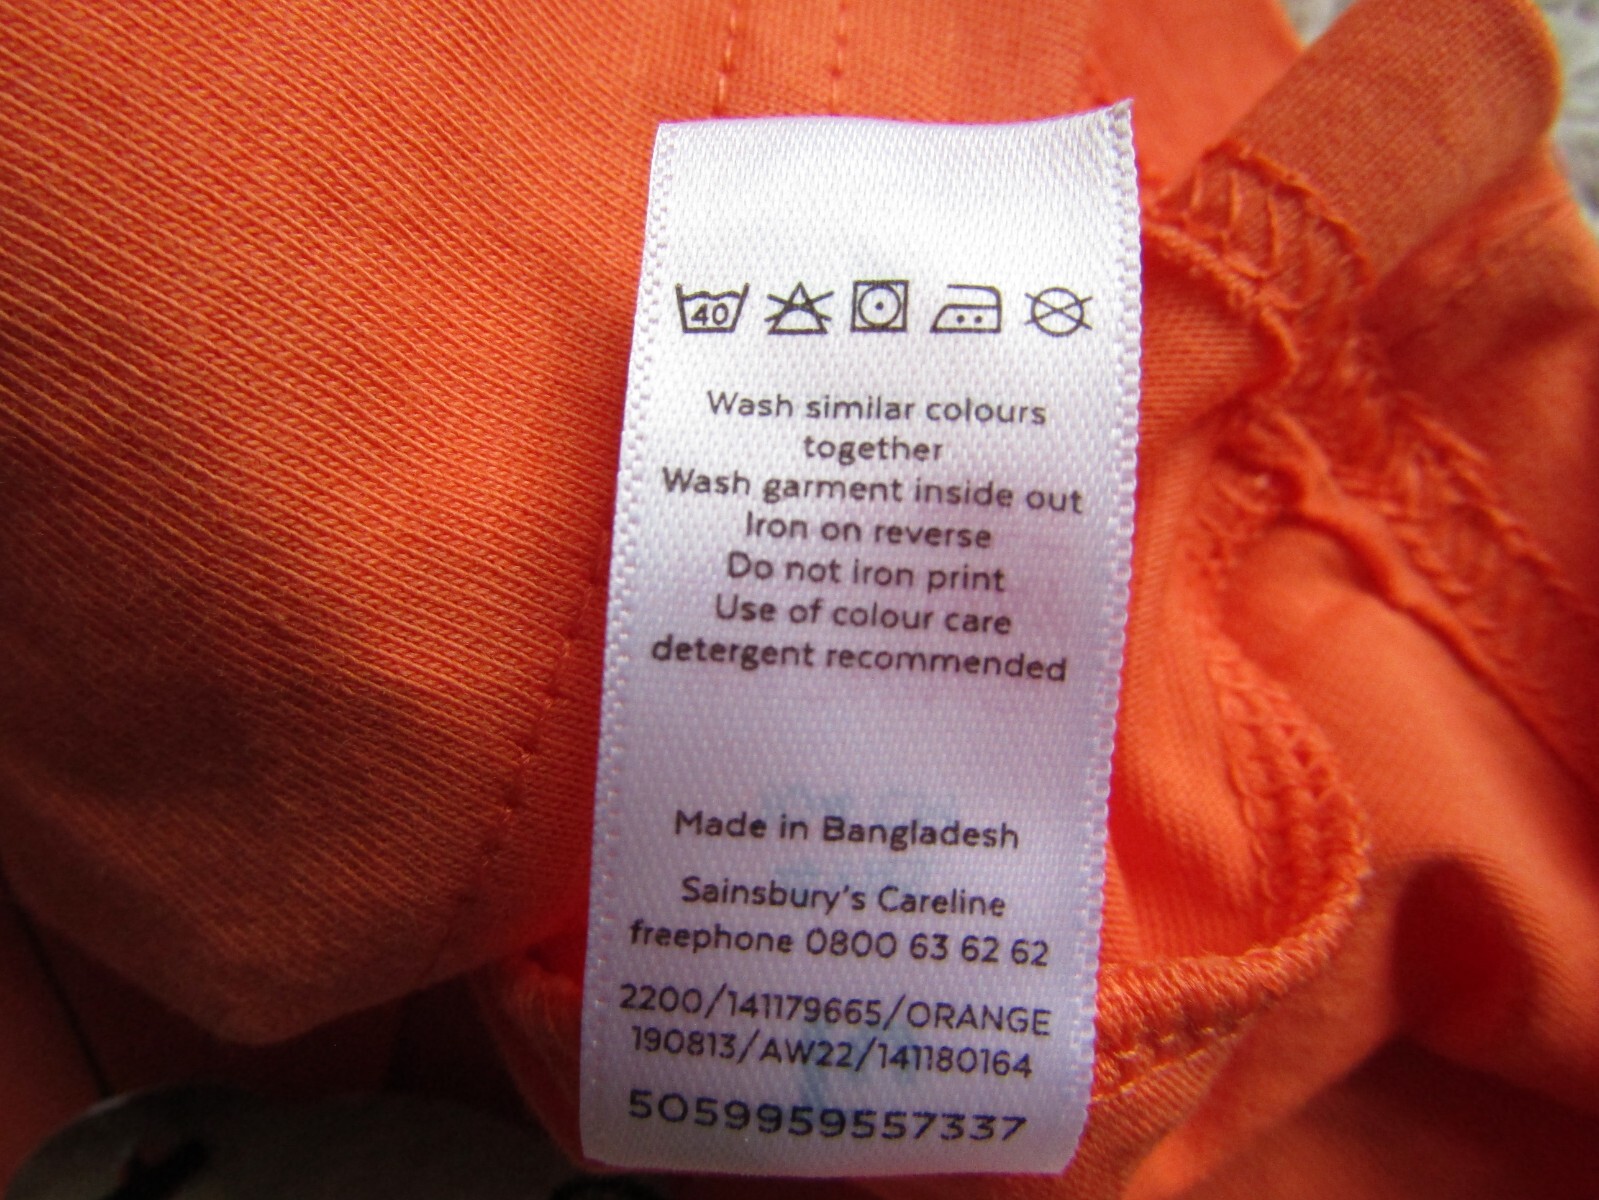 40
Wash similar colours
together
Wash garment inside out
Iron on reverse
Do not iron print
Use of colour care
detergent recommended
Made in Bangladesh
Sainsbury's Careline
freephone 0800 63 62 62
2200/141179665/ORANGE
190813/AW22/141180164
5059959557337